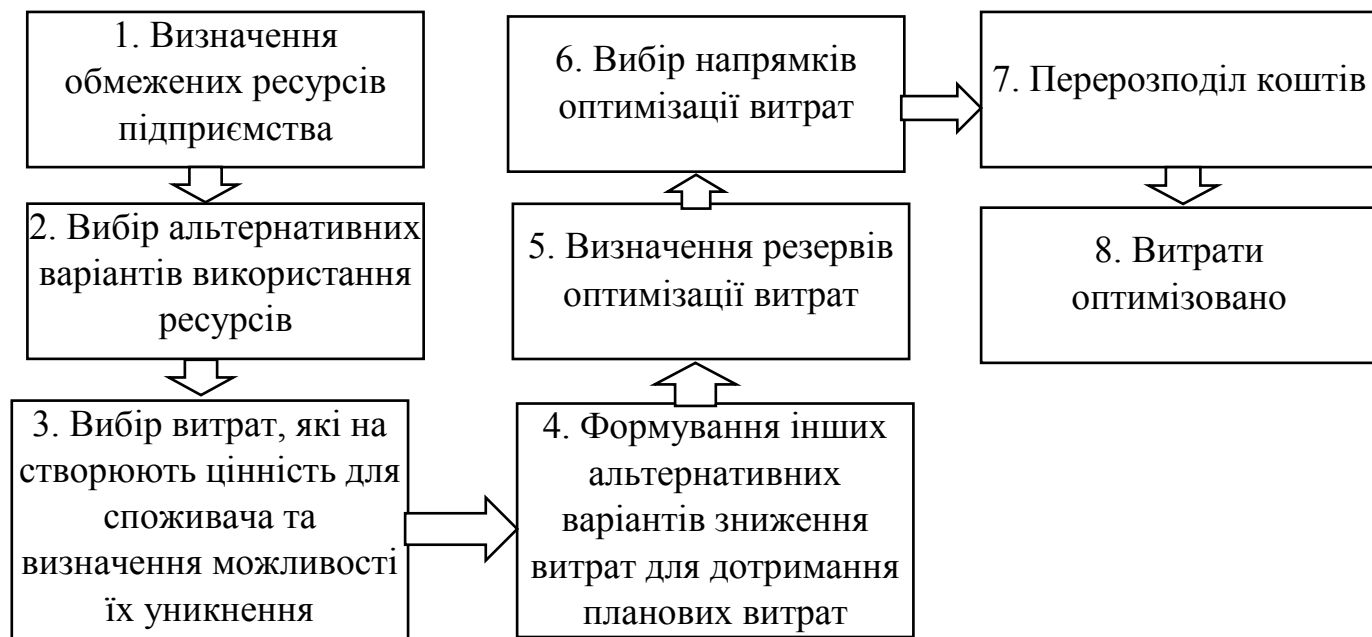 1. Визначення
обмежених ресурсів
підприємства
2. Вибір альтернативних
варіантів використання
ресурсів
3. Вибір витрат, які на
створюють цінність для
споживача та
визначення можливості
їх уникнення
4. Формування інших
альтернативних
варіантів зниження
витрат для дотримання
планових витрат
5. Визначення резервів
оптимізації витрат
6. Вибір напрямків
оптимізації витрат
7. Перерозподіл коштів
8. Витрати
оптимізовано